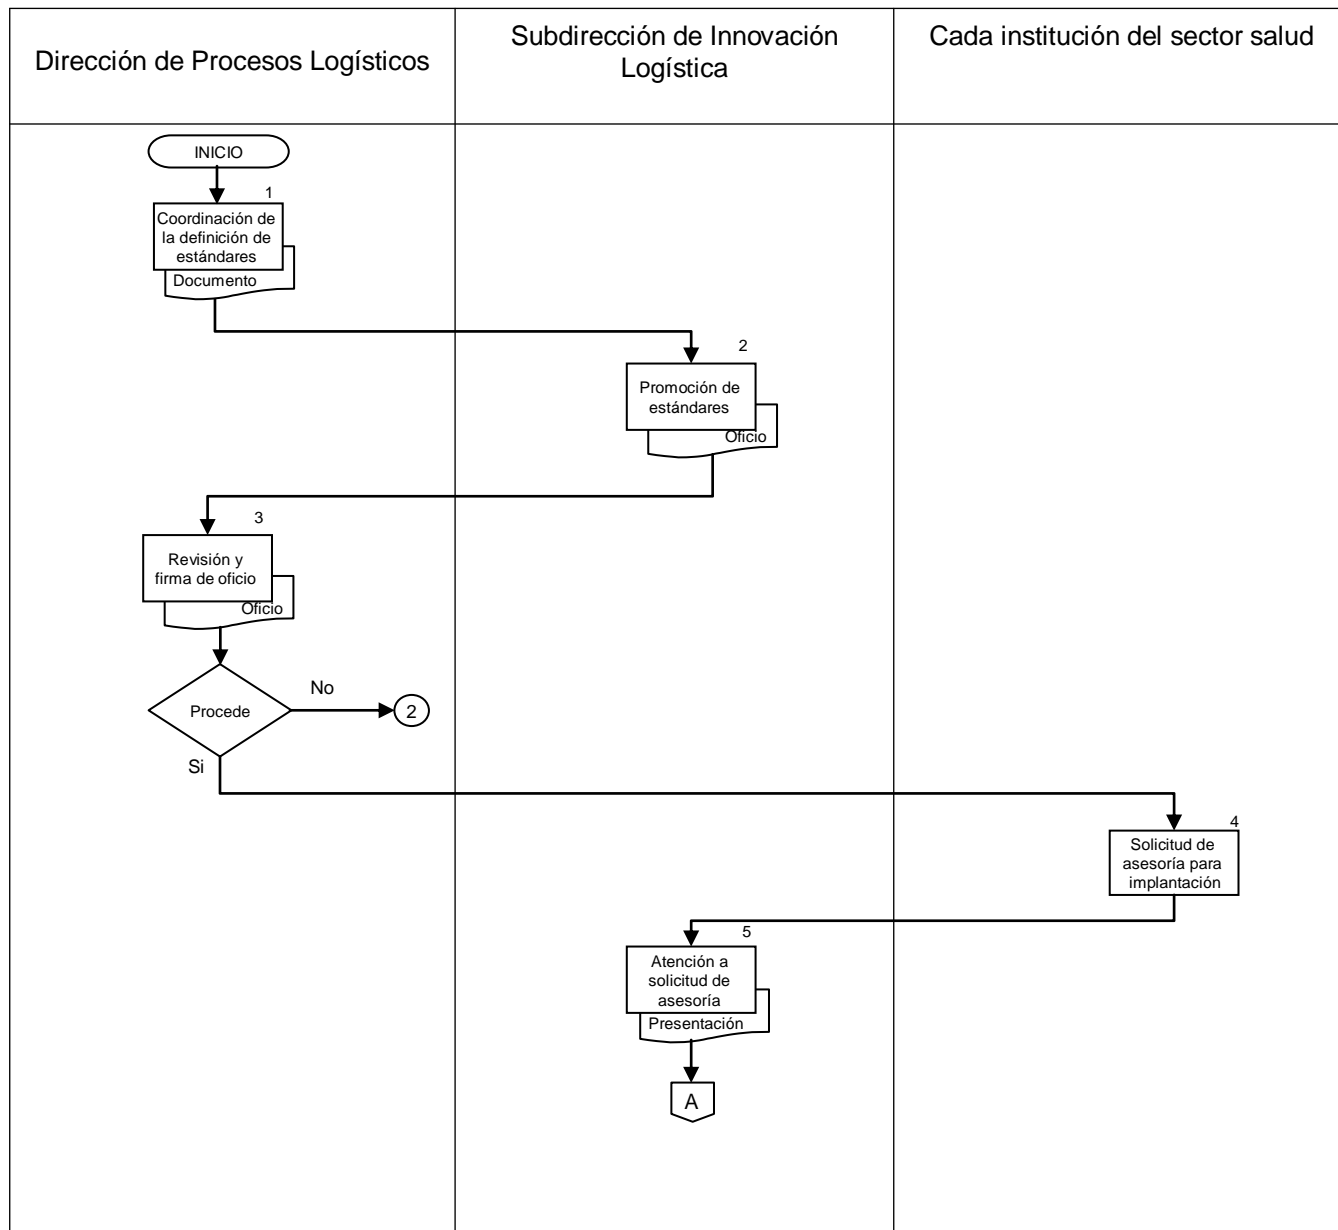 Dirección de Procesos Logísticos
Subdirección de Innovación
Logística
Cada institución del sector salud
INICIO
1
Coordinación de
la definición de
estándares
Documento
2
Promoción de
estándares
Oficio
3
Revisión y
firma de oficio
Oficio
Procede
No
2
Si
4
Solicitud de
asesoría para
implantación
5
Atención a
solicitud de
asesoría
Presentación
A